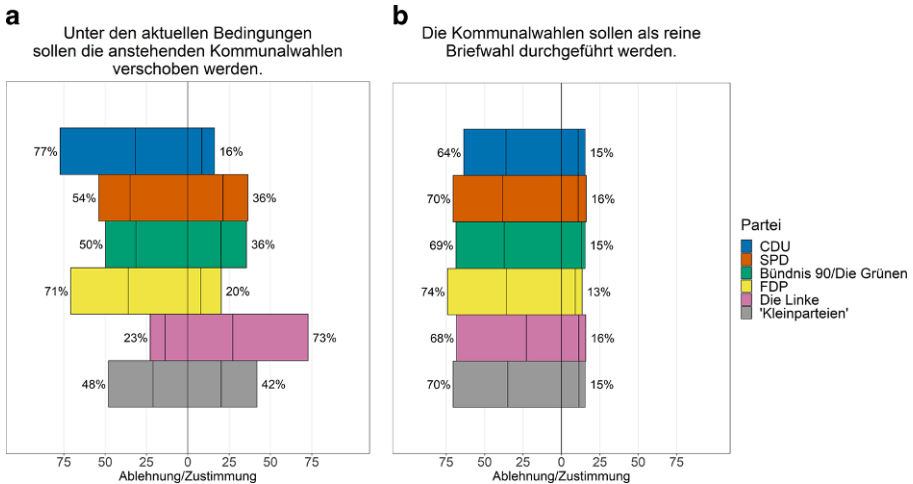 a
Unter den aktuellen Bedingungen
sollen die anstehenden Kommunalwahlen
verschoben werden.
77% 16%
54% 36%
50% 36%
71% 20%
23% 73%
48% 42%
75 50 25 0 25 50 75
Ablehnung/Zustimmung
b
Die Kommunalwahlen sollen als reine
Briefwahl durchgeführt werden.
64% 15%
70% 16%
69% 15%
74% 13%
68% 16%
70% 15%
75 50 25 0 25 50 75
Ablehnung/Zustimmung
Partei
CDU
SPD
Bündnis 90/Die Grünen
FDP
Die Linke
'Kleinparteien'